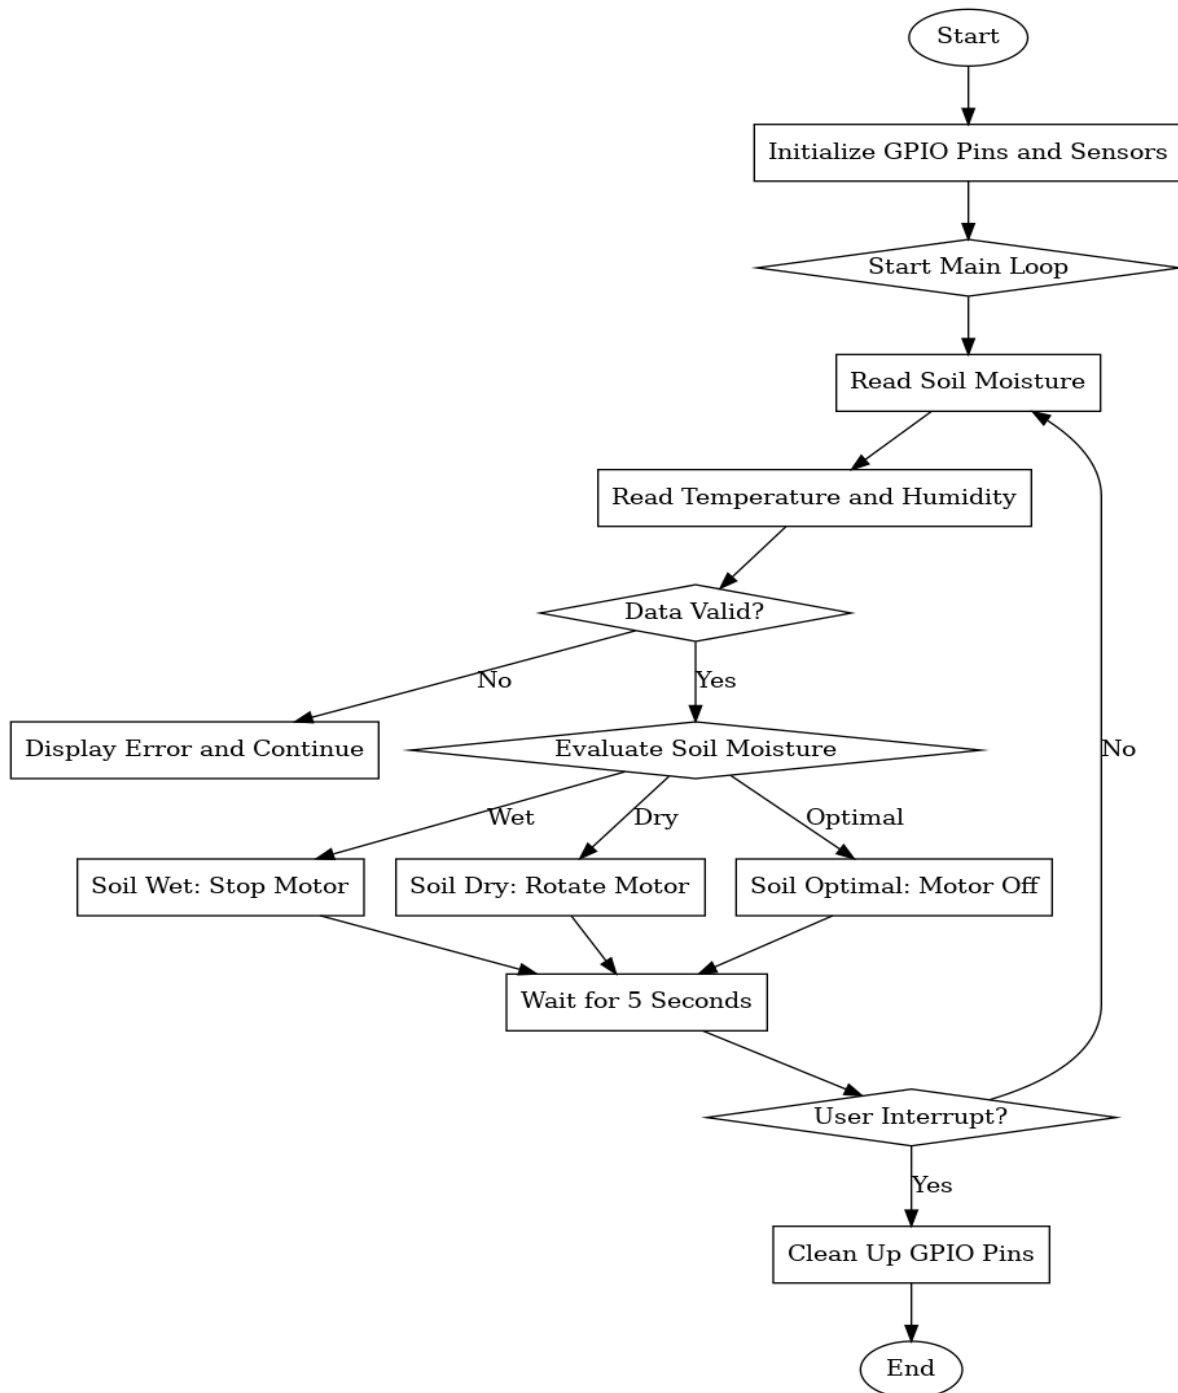 Start
Initialize GPIO Pins and Sensors
Start Main Loop
Read Soil Moisture
Read Temperature and Humidity
Data Valid?
No
Yes
Display Error and Continue
Evaluate Soil Moisture
No
Wet
Dry
Optimal
Soil Wet: Stop Motor
Soil Dry: Rotate Motor
Soil Optimal: Motor Off
Wait for 5 Seconds
User Interrupt?
Yes
Clean Up GPIO Pins
End